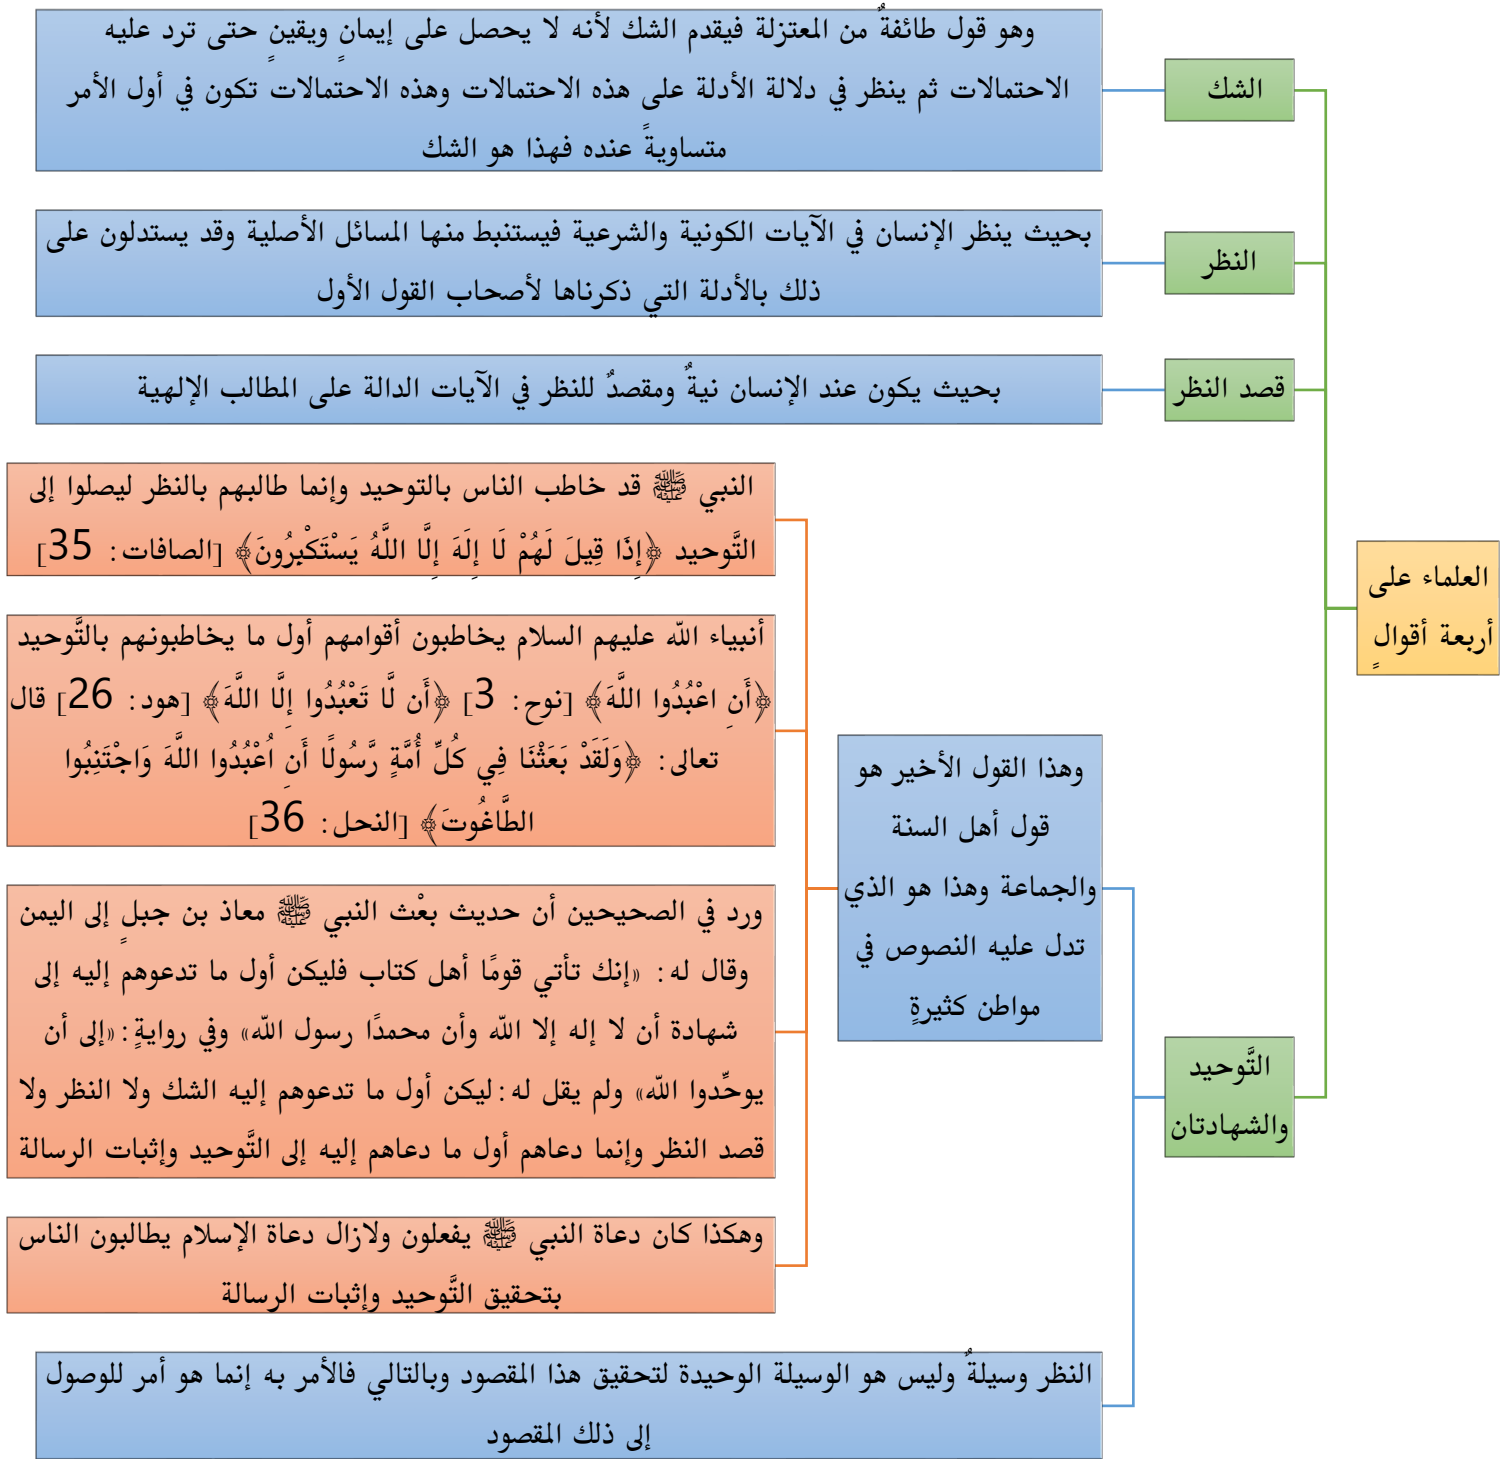 العلماء على
أربعة أقوالٍ
الشك
وهو قول طائفةٌ من المعتزلة فيقدم الشك لأنه لا يحصل على إيمانٍ ويقينٍ حتى ترد عليه
الاحتمالات ثم ينظر في دلالة الأدلة على هذه الاحتمالات وهذه الاحتمالات تكون في أول الأمر
متساويةً عنده فهذا هو الشك
النظر
بحيث ينظر الإنسان في الآيات الكونية والشرعية فيستنبط منها المسائل الأصلية وقد يستدلون على
ذلك بالأدلة التي ذكرناها لأصحاب القول الأول
قصد النظر
بحيث يكون عند الإنسان نيةٌ ومقصدٌ للنظر في الآيات الدالة على المطالب الإلهية
التَّوحيد
والشهادتان
وهذا القول الأخير هو
قول أهل السنة
والجماعة وهذا هو الذي
تدل عليه النصوص في
مواطن كثيرةٍ
النبي ﷺ قد خاطب الناس بالتوحيد وإنما طالبهم بالنظر ليصلوا إلى
التَّوحيد ﴿إِذَا قِيلَ لَهُمْ لَا إِلَهَ إِلَّا اللَّهُ يَسْتَكْبِرُونَ﴾ [الصافات: 35]
أنبياء الله عليهم السلام يخاطبون أقوامهم أول ما يخاطبونهم بالتَّوحيد
﴿أَنِ اعْبُدُوا اللَّهَ﴾ [نوح: 3] ﴿أَن لَّا تَعْبُدُوا إِلَّا اللَّهَ﴾ [هود: 26] قال
تعالى: ﴿وَلَقَدْ بَعَثْنَا فِي كُلِّ أُمَّةٍ رَّسُولًا أَنِ اُعْبُدُوا اللَّهَ وَاجْتَنِبُوا
الطَّاغُوتَ﴾ [النحل: 36]
ورد في الصحيحين أن حديث بعْث النبي ﷺ معاذ بن جبلٍ إلى اليمن
وقال له: «إنك تأتي قومًا أهل كتاب فليكن أول ما تدعوهم إليه إلى
شهادة أن لا إله إلا الله وأن محمدًا رسول الله» وفي روايةٍ:«إلى أن
يوحِّدوا الله» ولم يقل له:ليكن أول ما تدعوهم إليه الشك ولا النظر ولا
قصد النظر وإنما دعاهم أول ما دعاهم إليه إلى التَّوحيد وإثبات الرسالة
وهكذا كان دعاة النبي ﷺ يفعلون ولازال دعاة الإسلام يطالبون الناس
بتحقيق التَّوحيد وإثبات الرسالة
النظر وسيلةٌ وليس هو الوسيلة الوحيدة لتحقيق هذا المقصود وبالتالي فالأمر به إنما هو أمر للوصول
إلى ذلك المقصود